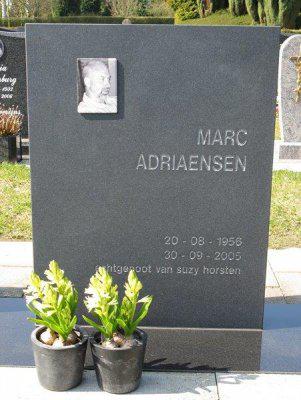 MARC
ADRIAENSEN
20 - 08 - 1956
30 - 09 - 2005
echtgenoot van suzy horsten